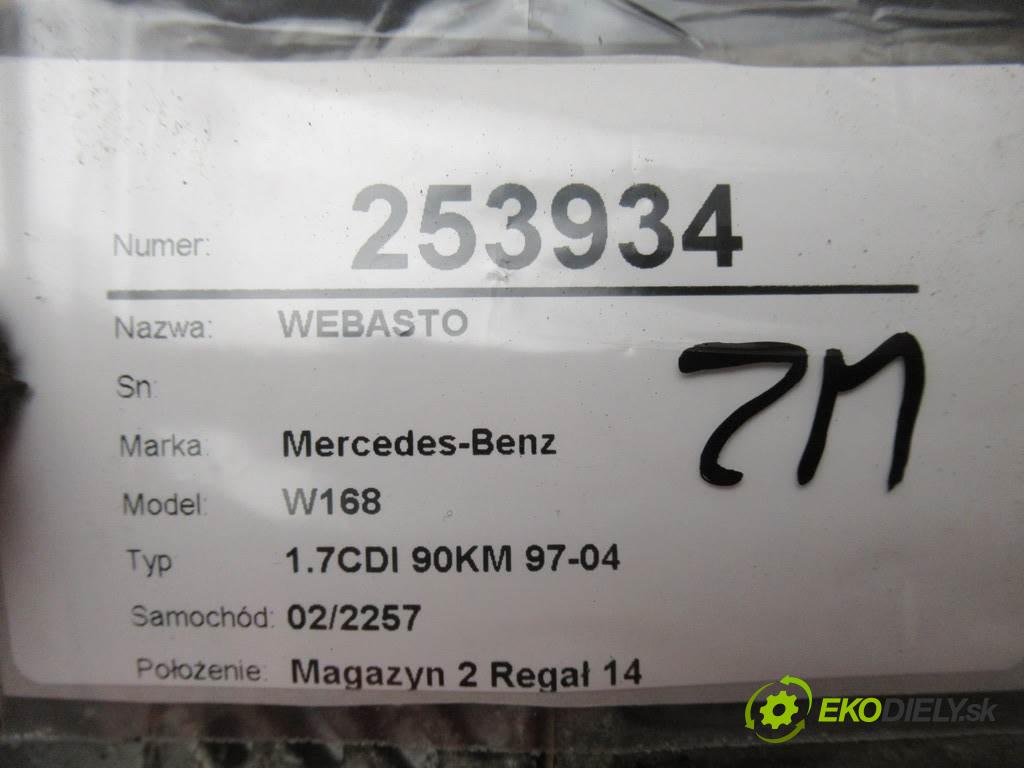 Numer: 253934
Nazwa: WEBASTO
Sn:
Marka: Mercedes-Benz
Model: W168
Typ 1.7CDI 90KM 97-04
Samochód: 02/2257
Położenie: Magazyn 2 Regał 14
ZM
EKODIELY.sk